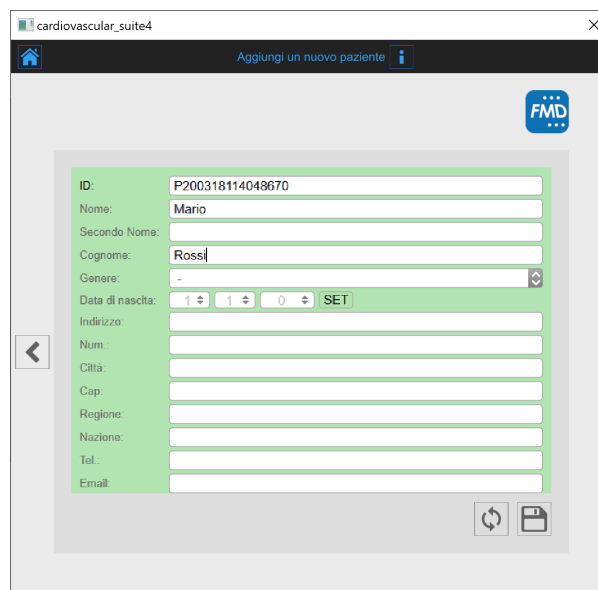 cardiovascular_suite4
Aggiungi un nuovo paziente i
FMD
ID: P200318114048670
Nome: Mario
Secondo Nome:
Cognome: Rossi
Genere: -
Data di nascita: 1 1 0 SET
Indirizzo:
Num.:
Città:
Cap:
Regione:
Nazione:
Tel.:
Email: